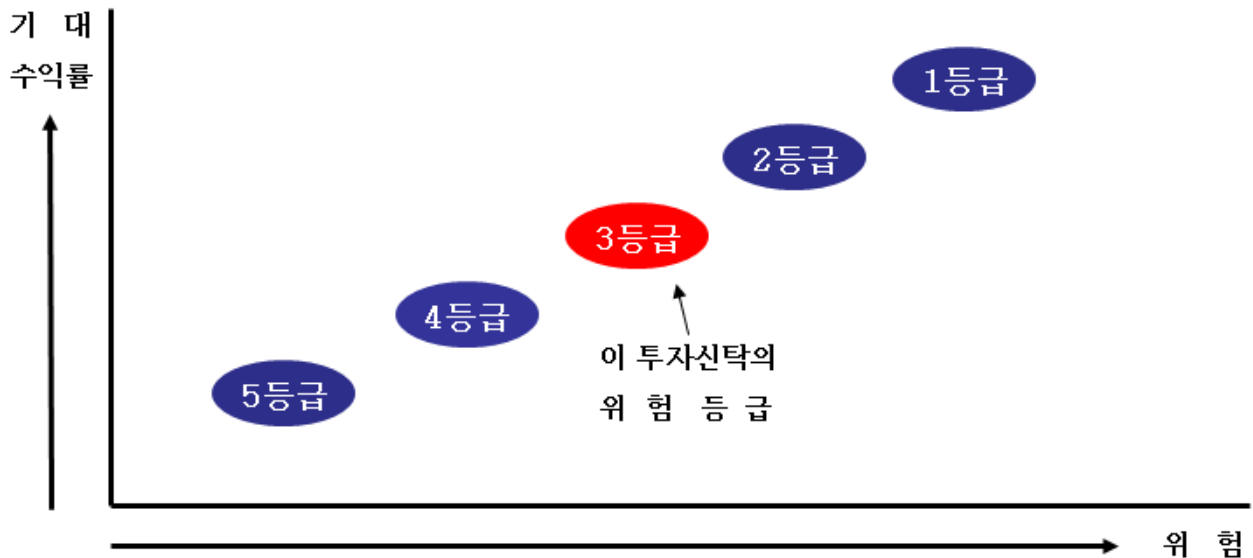 기 대
수익률
1등급
2등급
3등급
4등급
이 투자신탁의
위 험 등 급
5등급
위 험